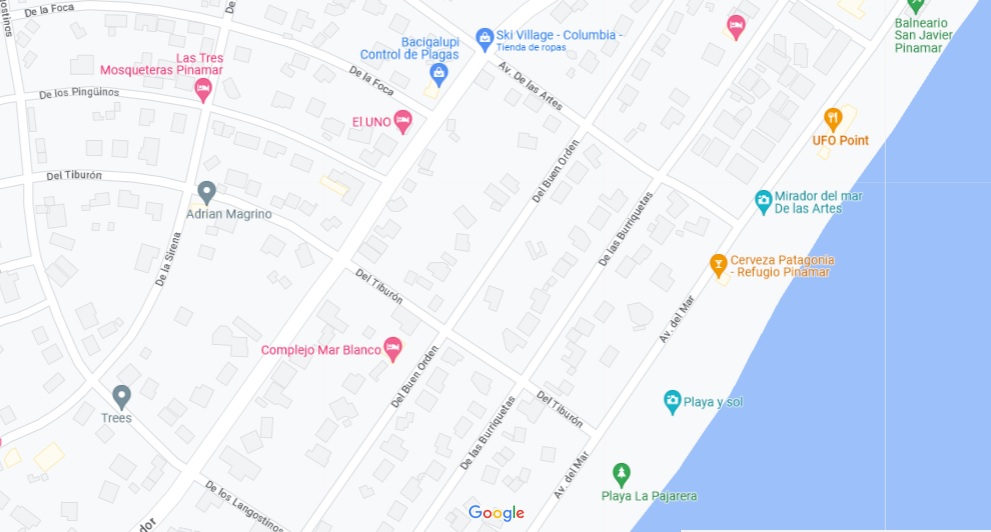 De la Foca
De la
Langostinos
Balneario
San Javier
Pinamar
Ski Village - Columbia -
Tienda de ropas
Bacigalupi
Control de Plagas
Las Tres
Mosqueteras Pinamar
De la Foca
Av. De las Artes
De los Pingüinos
El UNO
UFO Point
Del Tiburón
Del Buen Orden
Mirador del mar
De las Artes
Adrian Magrino
De las Burriquetas
De la Sirena
Cerveza Patagonia
- Refugio Pinamar
Del Tiburón
Av. del Mar
Complejo Mar Blanco
Del Buen Orden
Trees
Playa y sol
Del Tiburón
De las Burriquetas
Av. del Mar
Playa La Pajarera
De los Langostinos
Google
dor